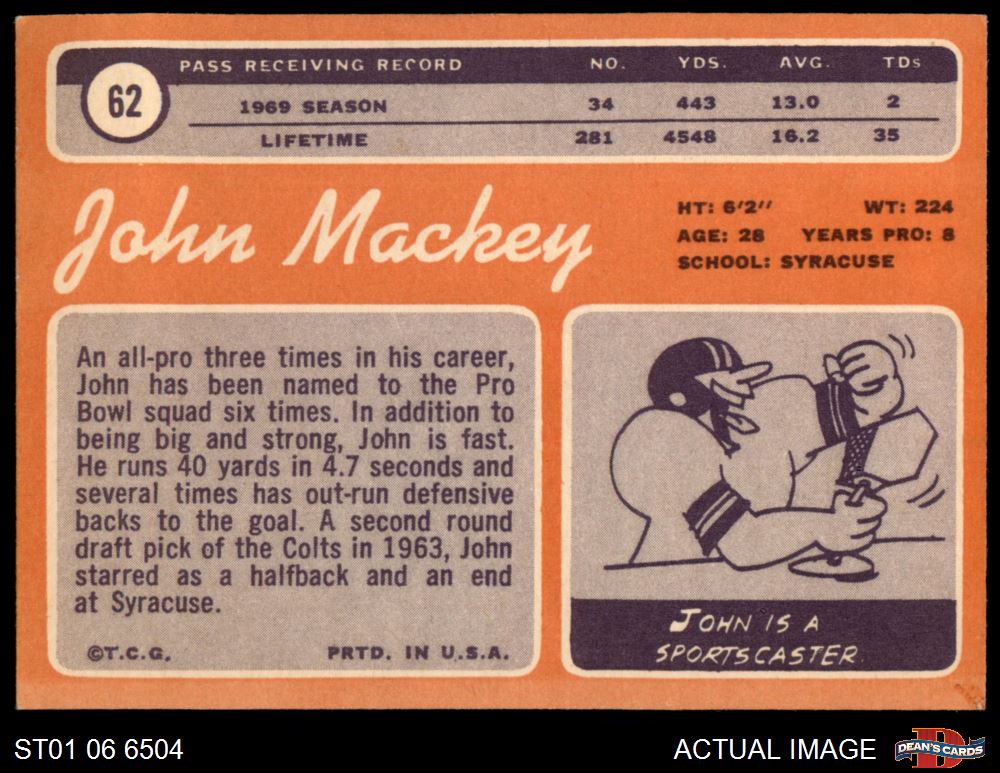 62
PASS RECEIVING RECORD NO. YDS. AVG. TDs
1969 SEASON 34 443 13.0 2
LIFETIME 281 4548 16.2 35
John Mackey
HT: 6'2" WT: 224
AGE: 28 YEARS PRO: 8
SCHOOL: SYRACUSE
An all-pro three times in his career,
John has been named to the Pro
Bowl squad six times. In addition to
being big and strong, John is fast.
He runs 40 yards in 4.7 seconds and
several times has out-run defensive
backs to the goal. A second round
draft pick of the Colts in 1963, John
starred as a halfback and an end
at Syracuse.
©T.C.G. PRTD. IN U.S.A.
JOHN IS A
SPORTSCASTER
ST01 06 6504 ACTUAL IMAGE DEAN'S CARDS